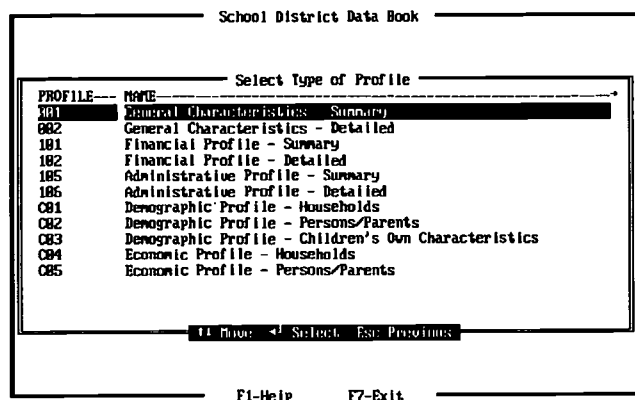 School District Data Book
Select Type of Profile
PROFILE--- NAME
001 General Characteristics - Summary
002 General Characteristics - Detailed
101 Financial Profile - Summary
102 Financial Profile - Detailed
105 Administrative Profile - Summary
106 Administrative Profile - Detailed
C01 Demographic Profile - Households
C02 Demographic Profile - Persons/Parents
C03 Demographic Profile - Children's Own Characteristics
C04 Economic Profile - Households
C05 Economic Profile - Persons/Parents
↑↓ Move ◄┘ Select Esc Previous
F1-Help F7-Exit